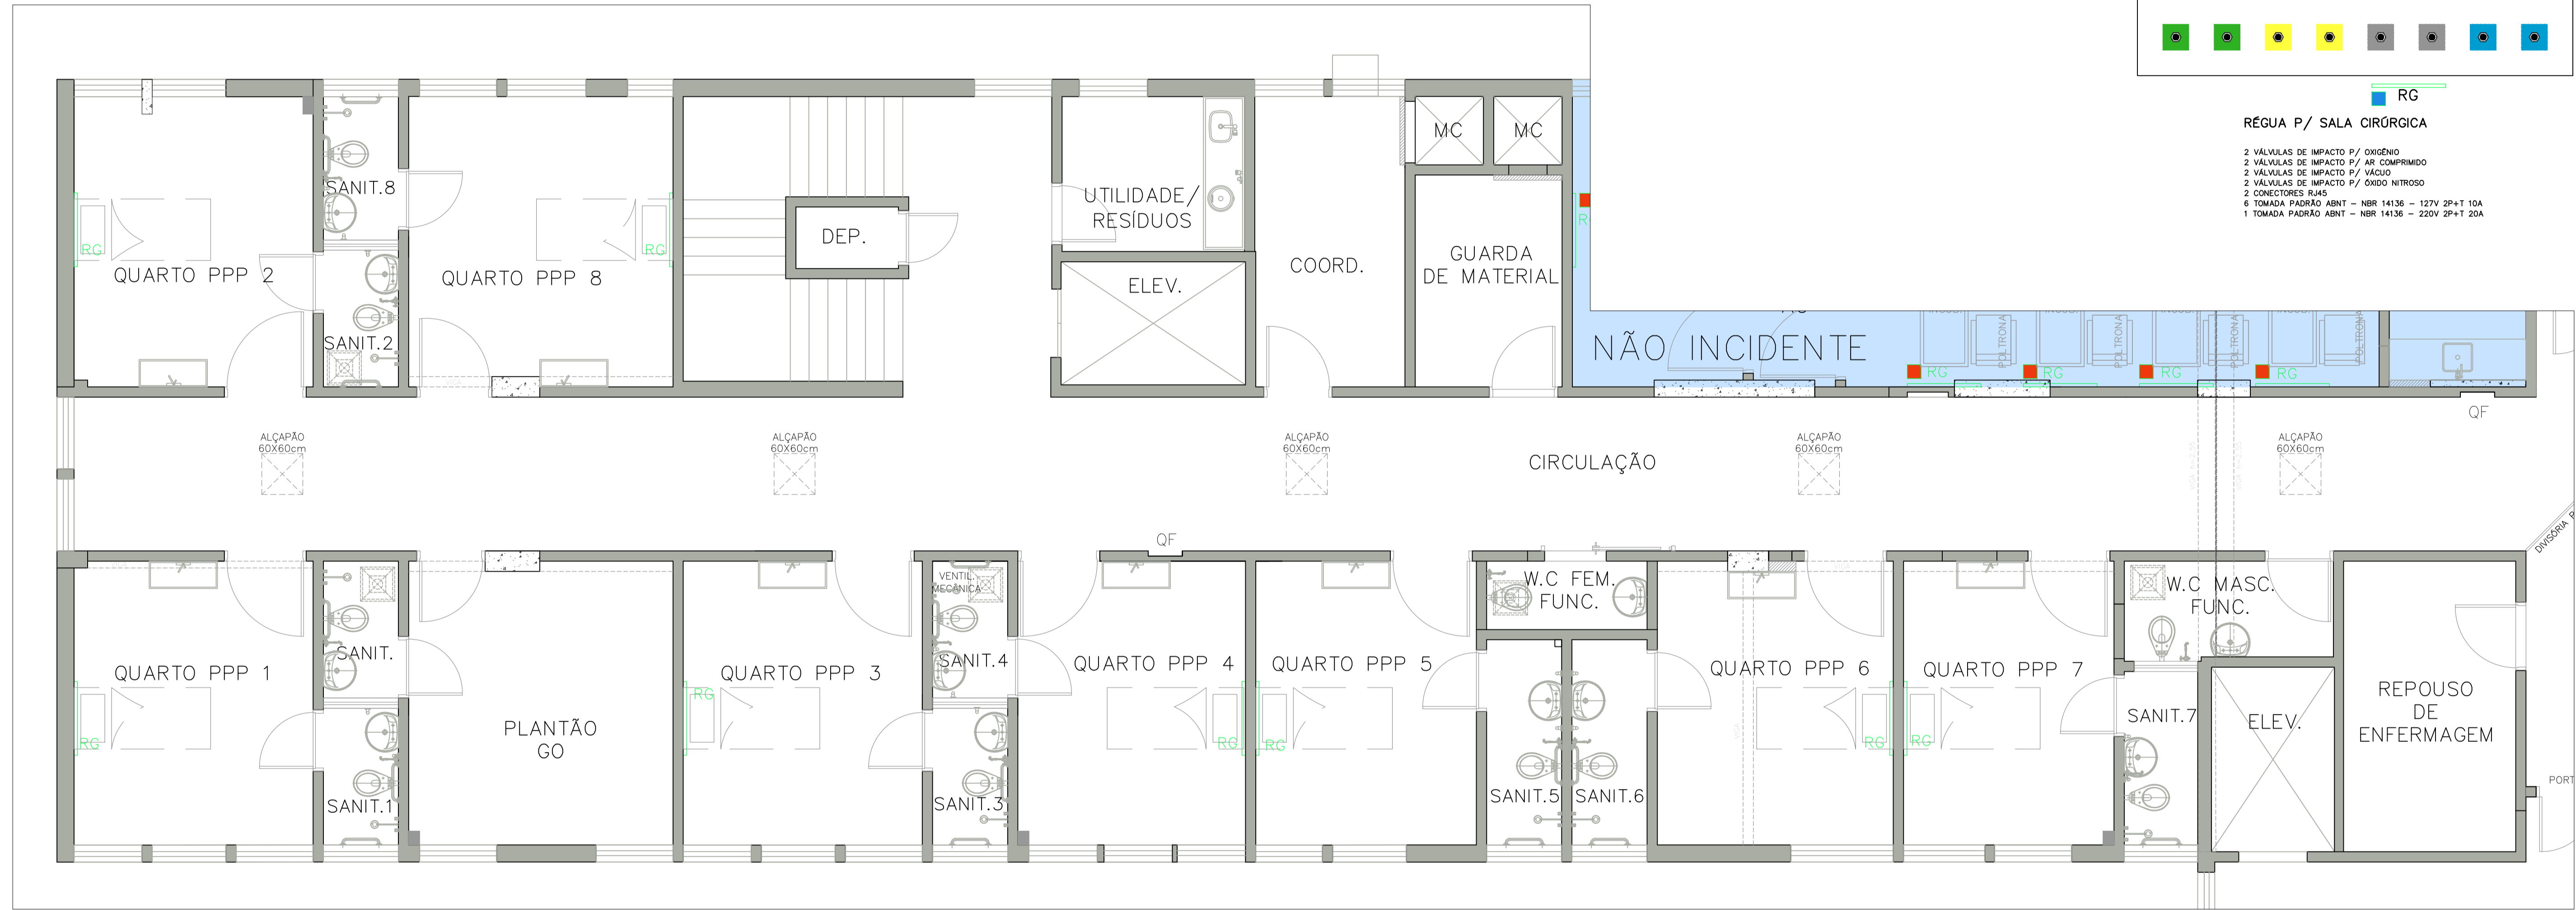 RG
RÉGUA P/ SALA CIRÚRGICA
2 VÁLVULAS DE IMPACTO P/ OXIGÊNIO
2 VÁLVULAS DE IMPACTO P/ AR COMPRIMIDO
2 VÁLVULAS DE IMPACTO P/ VÁCUO
2 VÁLVULAS DE IMPACTO P/ ÓXIDO NITROSO
2 CONECTORES RJ45
6 TOMADA PADRÃO ABNT – NBR 14136 – 127V 2P+T 10A
1 TOMADA PADRÃO ABNT – NBR 14136 – 220V 2P+T 20A
MC
MC
SANIT.8
UTILIDADE/
RESÍDUOS
DEP.
RG
RG
QUARTO PPP 2
QUARTO PPP 8
ELEV.
COORD.
GUARDA
DE MATERIAL
SANIT.2
NÃO INCIDENTE
POLTRONA
POLTRONA
POLTRONA
POLTRONA
RG
RG
RG
RG
QF
ALÇAPÃO
60X60cm
ALÇAPÃO
60X60cm
ALÇAPÃO
60X60cm
ALÇAPÃO
60X60cm
ALÇAPÃO
60X60cm
CIRCULAÇÃO
DIVISÓRIA P
QF
VENTIL.
MECÂNICA
W.C FEM.
FUNC.
W.C MASC.
FUNC.
SANIT.
SANIT.4
QUARTO PPP 1
QUARTO PPP 3
QUARTO PPP 4
QUARTO PPP 5
QUARTO PPP 6
QUARTO PPP 7
RG
RG
RG
RG
RG
RG
PLANTÃO
GO
SANIT.7
ELEV.
REPOUSO
DE
ENFERMAGEM
SANIT.1
SANIT.3
SANIT.5
SANIT.6
PORT